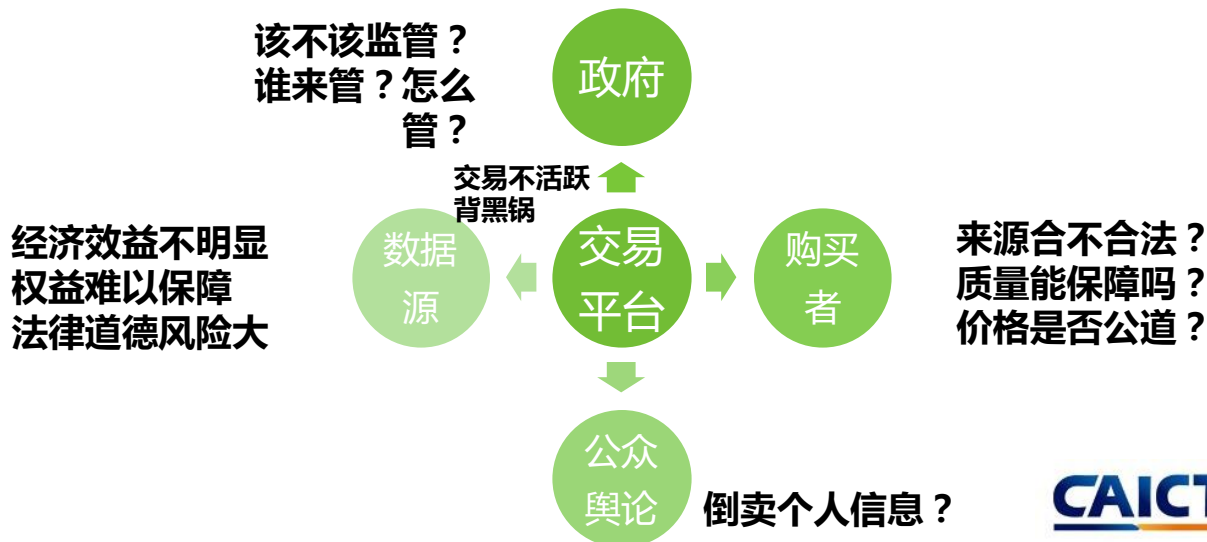 该不该监管？
谁来管？怎么
管？
政府
交易不活跃
背黑锅
经济效益不明显
权益难以保障
法律道德风险大
数据
源
交易
平台
购买
者
来源合不合法？
质量能保障吗？
价格是否公道？
公众
舆论
倒卖个人信息？
CAICT